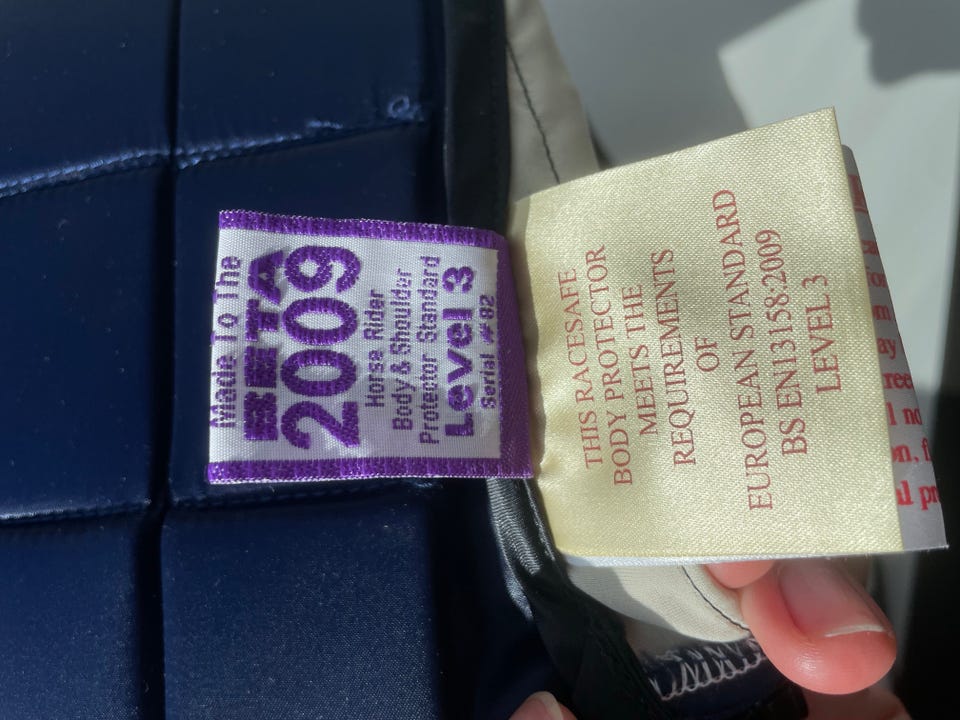 Made To The
BETA
2009
Horse Rider
Body & Shoulder
Protector Standard
Level 3
Serial #82
THIS RACESAFE
BODY PROTECTOR
MEETS THE
REQUIREMENTS
OF
EUROPEAN STANDARD
BS EN13158:2009
LEVEL 3